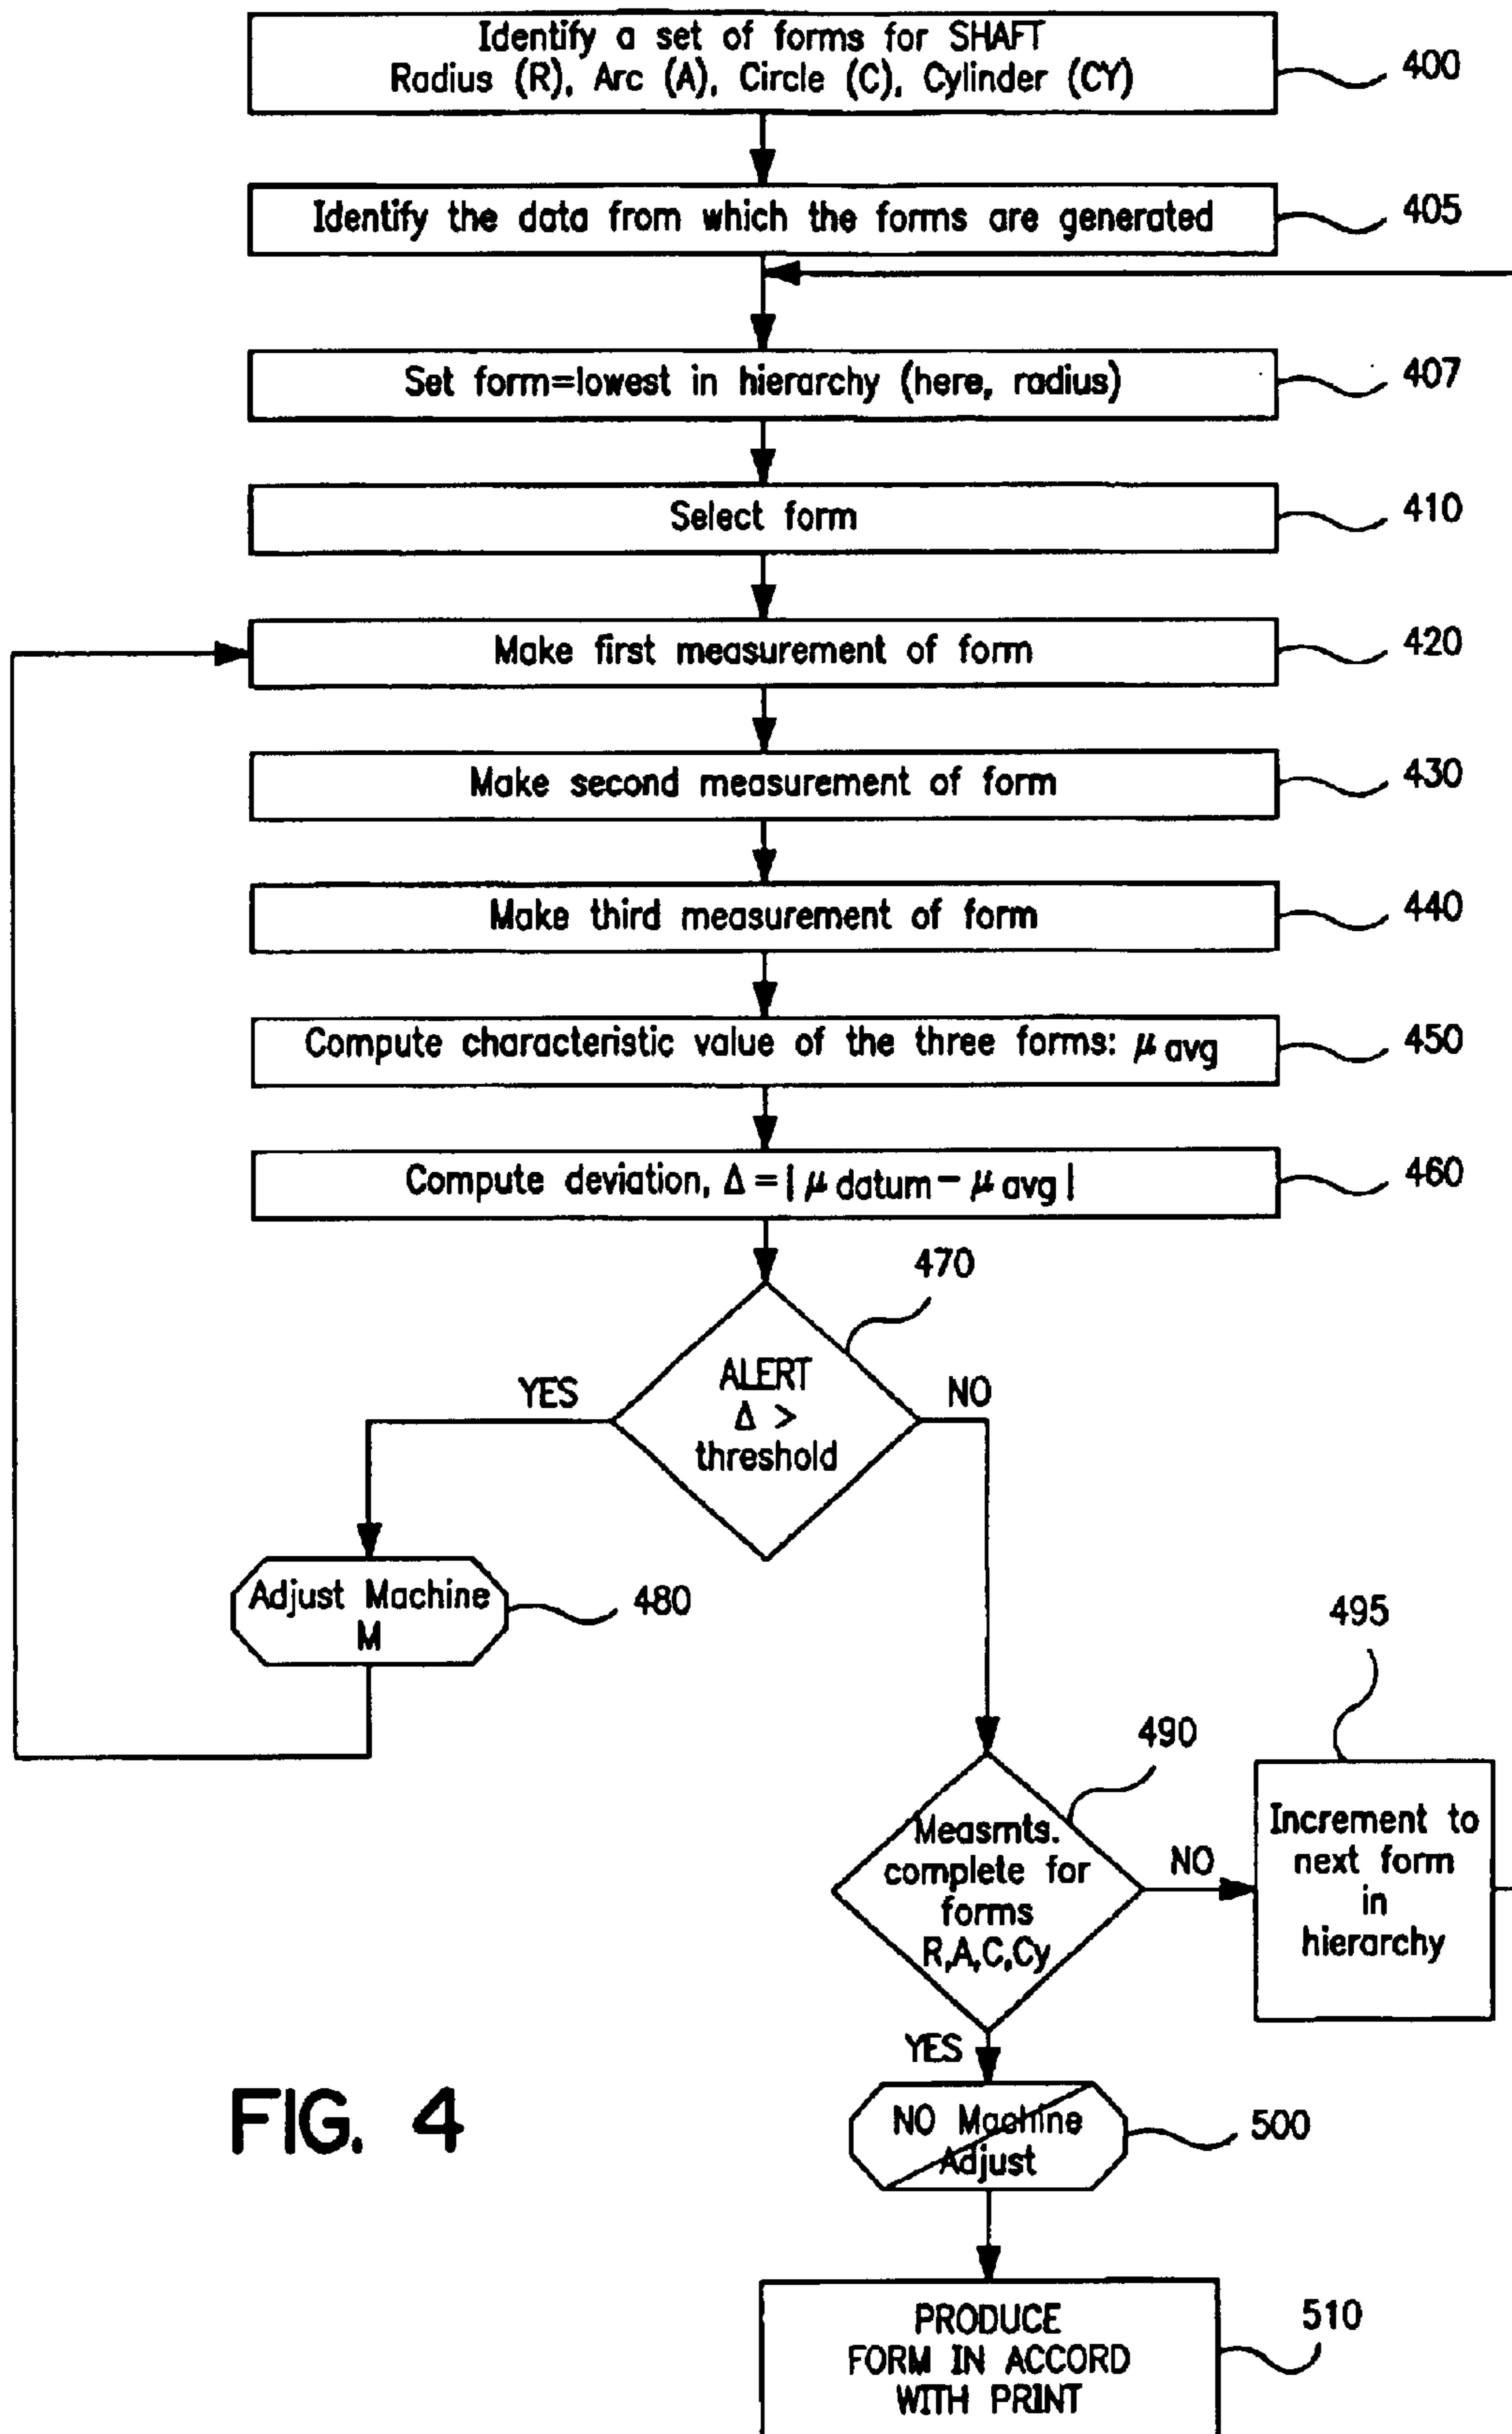 Identify a set of forms for SHAFT
Radius (R), Arc (A), Circle (C), Cylinder (CY)
400
Identify the data from which the forms are generated
405
Set form=lowest in hierarchy (here, radius)
407
Select form
410
Make first measurement of form
420
Make second measurement of form
430
Make third measurement of form
440
Compute characteristic value of the three forms: μ avg
450
Compute deviation, Δ = | μ datum - μ avg |
460
470
ALERT
Δ >
threshold
YES
NO
Adjust Machine
M
480
490
Measmts.
complete for
forms
R,A,C,Cy
NO
495
Increment to
next form
in
hierarchy
YES
NO Machine
Adjust
500
PRODUCE
FORM IN ACCORD
WITH PRINT
510
FIG. 4